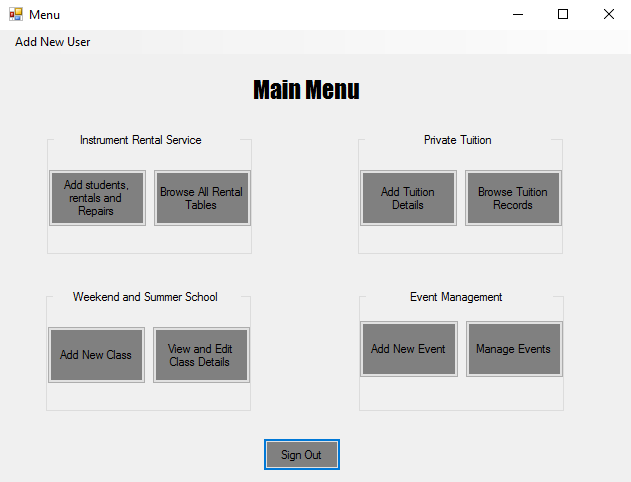 Menu
Add New User
Main Menu
Instrument Rental Service
Add students,
rentals and
Repairs
Browse All Rental
Tables
Private Tuition
Add Tuition
Details
Browse Tuition
Records
Weekend and Summer School
Add New Class
View and Edit
Class Details
Event Management
Add New Event
Manage Events
Sign Out